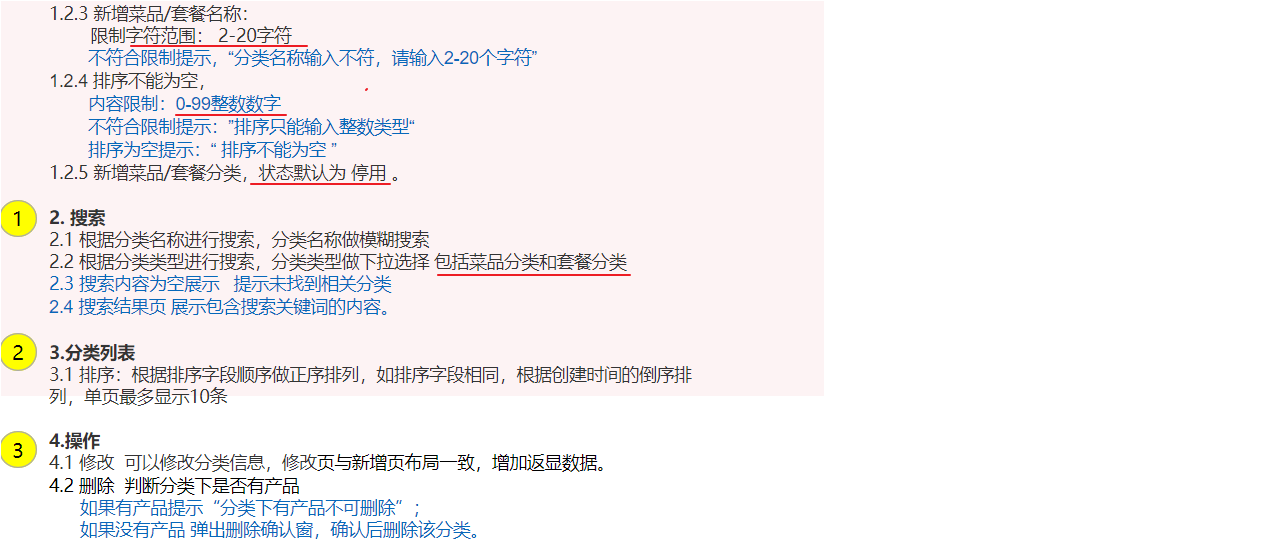 1.2.3 新增菜品/套餐名称：
限制字符范围： 2-20字符
不符合限制提示，“分类名称输入不符，请输入2-20个字符”
1.2.4 排序不能为空，
内容限制：0-99整数数字
不符合限制提示：”排序只能输入整数类型“
排序为空提示：“ 排序不能为空 ”
1.2.5 新增菜品/套餐分类，状态默认为 停用 。
1
2. 搜索
2.1 根据分类名称进行搜索，分类名称做模糊搜索
2.2 根据分类类型进行搜索，分类类型做下拉选择 包括菜品分类和套餐分类
2.3 搜索内容为空展示 提示未找到相关分类
2.4 搜索结果页 展示包含搜索关键词的内容。
2
3.分类列表
3.1 排序：根据排序字段顺序做正序排列，如排序字段相同，根据创建时间的倒序排
列，单页最多显示10条
3
4.操作
4.1 修改 可以修改分类信息，修改页与新增页布局一致，增加返显数据。
4.2 删除 判断分类下是否有产品
如果有产品提示“分类下有产品不可删除”；
如果没有产品 弹出删除确认窗，确认后删除该分类。